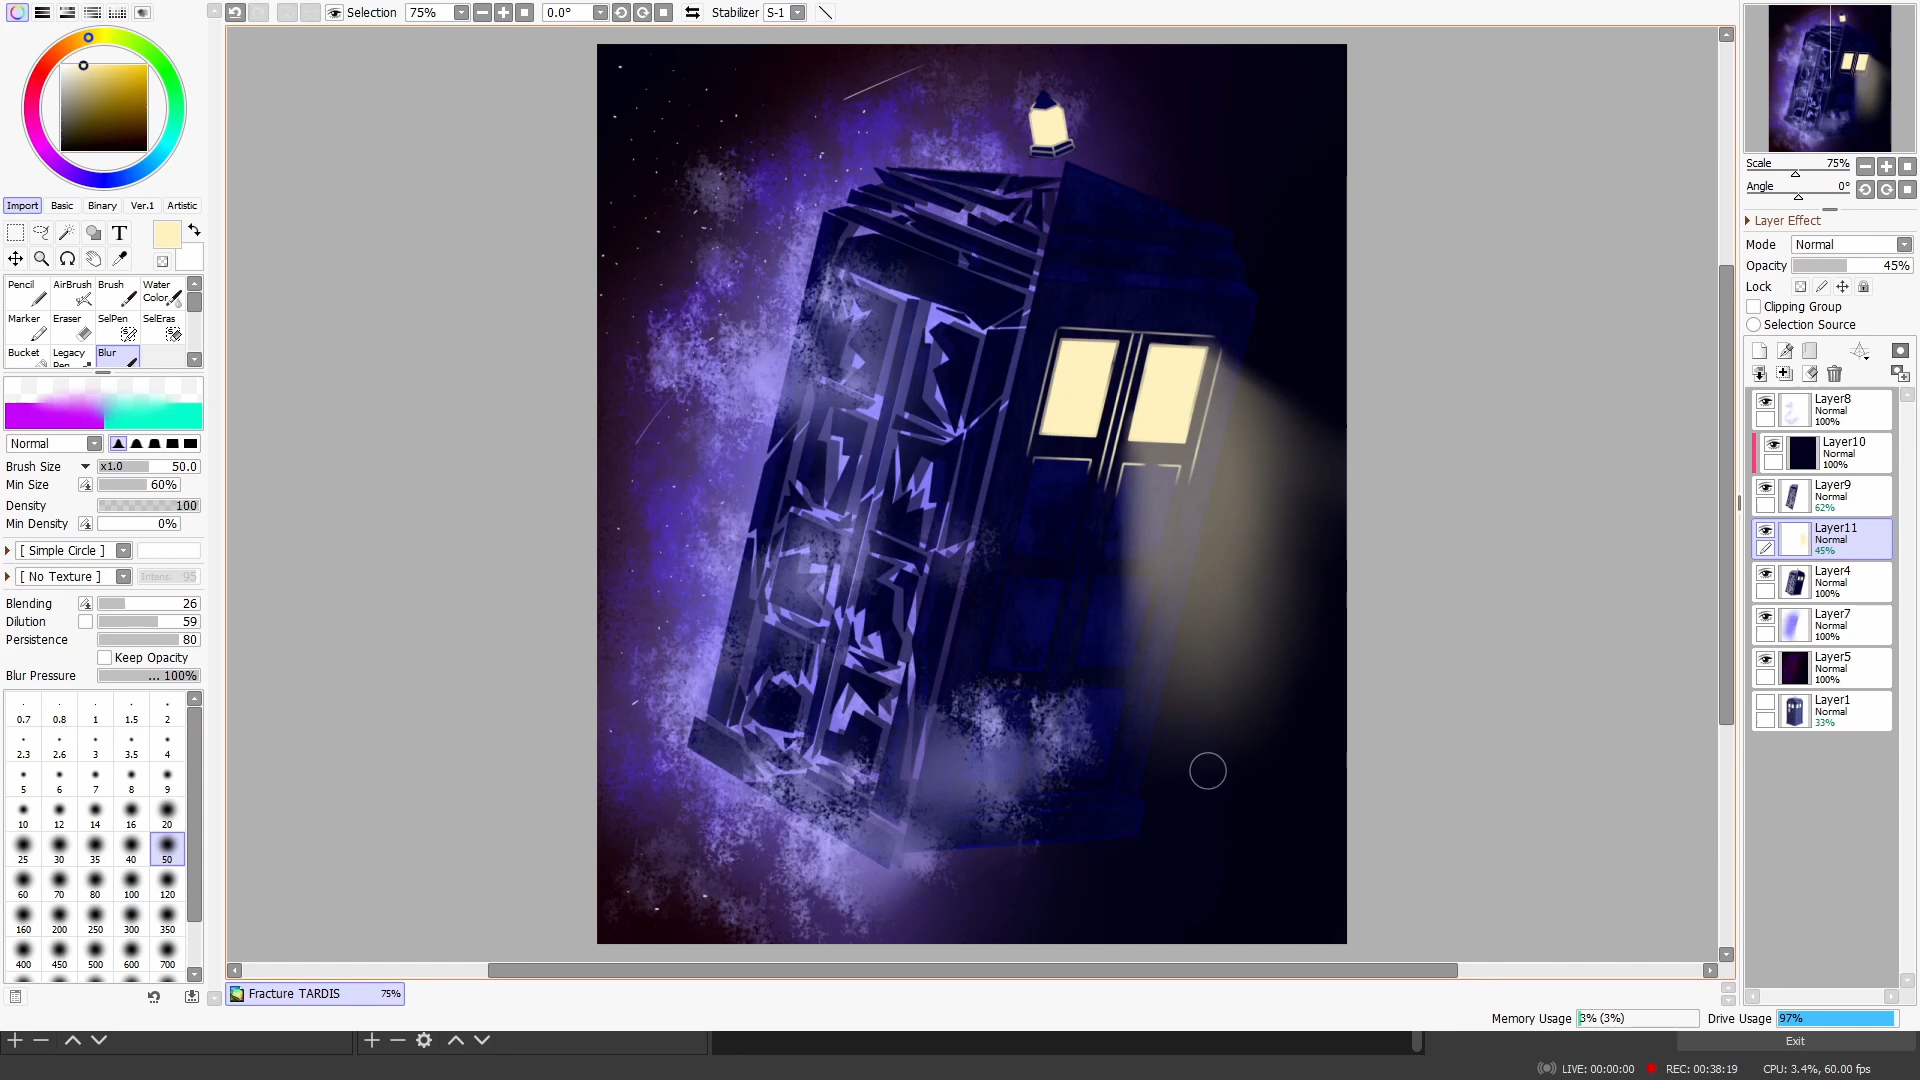 Selection 75% 0.0° Stabilizer S-1
Import Basic Binary Ver.1 Artistic
T
Pencil AirBrush Brush Water Color
Marker Eraser SelPen SelEras
Bucket Legacy Pen Blur
Normal
Brush Size x1.0 50.0
Min Size 60%
Density 100
Min Density 0%
[ Simple Circle ]
[ No Texture ] Intens. 95
Blending 26
Dilution 59
Persistence 80
Keep Opacity
Blur Pressure ... 100%
0.7 0.8 1 1.5 2
2.3 2.6 3 3.5 4
5 6 7 8 9
10 12 14 16 20
25 30 35 40 50
60 70 80 100 120
160 200 250 300 350
400 450 500 600 700
Fracture TARDIS 75%
Scale 75%
Angle 0°
Layer Effect
Mode Normal
Opacity 45%
Lock
Clipping Group
Selection Source
Layer8
Normal
100%
Layer10
Normal
100%
Layer9
Normal
62%
Layer11
Normal
45%
Layer4
Normal
100%
Layer7
Normal
100%
Layer5
Normal
100%
Layer1
Normal
33%
Memory Usage 3% (3%) Drive Usage 97%
Exit
LIVE: 00:00:00 REC: 00:38:19 CPU: 3.4%, 60.00 fps